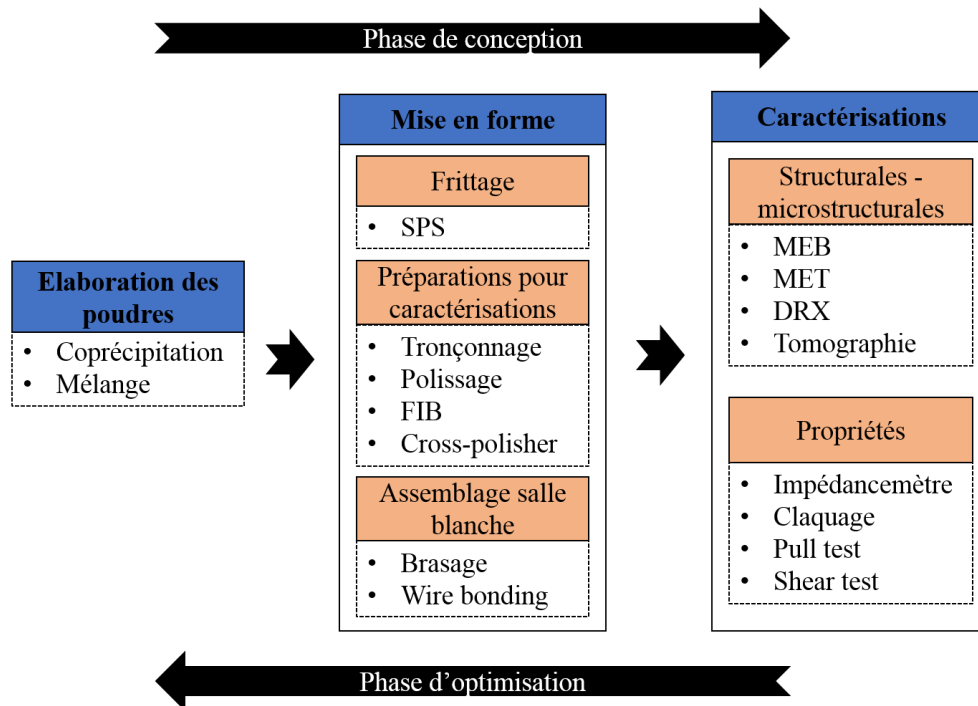 Phase de conception
Elaboration des
poudres
• Coprécipitation
• Mélange
Mise en forme
Frittage
• SPS
Préparations pour
caractérisations
• Tronçonnage
• Polissage
• FIB
• Cross-polisher
Assemblage salle
blanche
• Brasage
• Wire bonding
Caractérisations
Structurales -
microstructurales
• MEB
• MET
• DRX
• Tomographie
Propriétés
• Impédancemètre
• Claquage
• Pull test
• Shear test
Phase d’optimisation